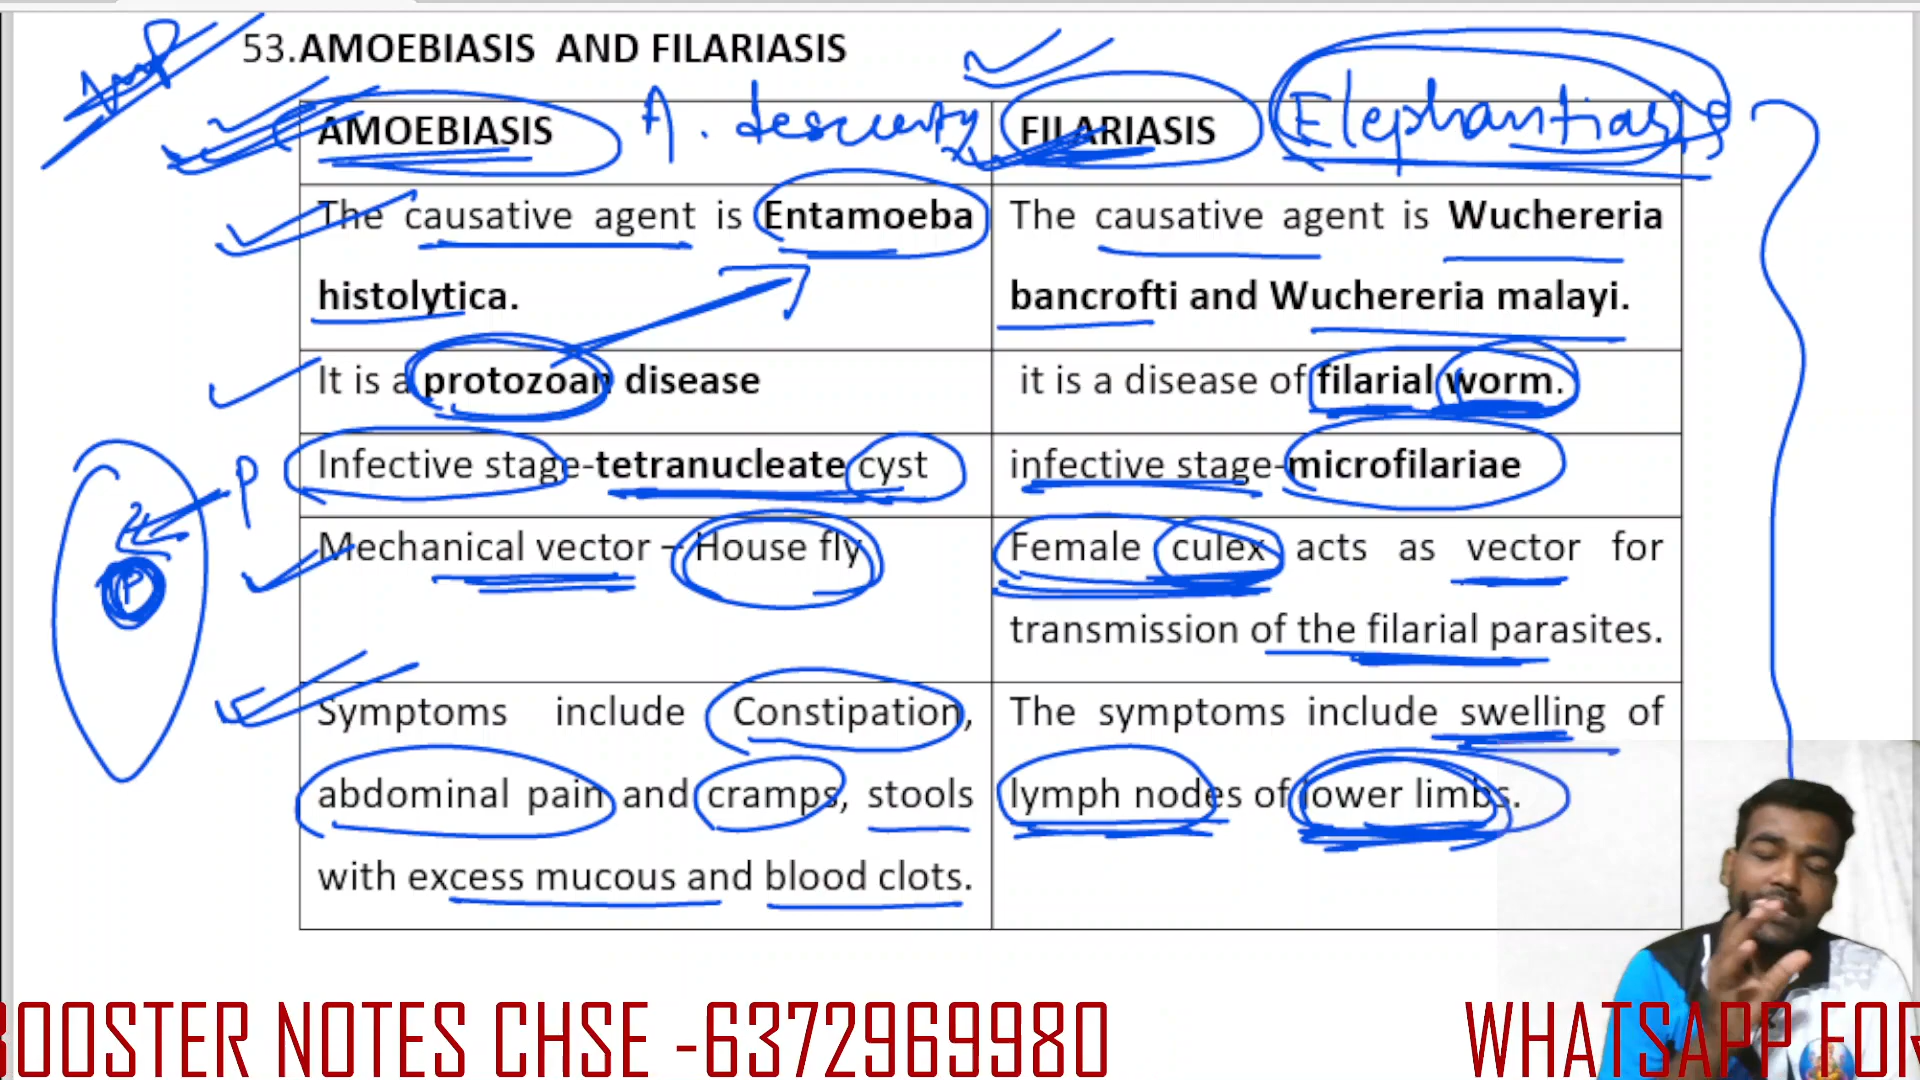 Imp
53.AMOEBIASIS AND FILARIASIS
AMOEBIASIS
A.
FILARIASIS
Elephantiasis
The causative agent is Entamoeba
histolytica.
The causative agent is Wuchereria
bancrofti and Wuchereria malayi.
It is a protozoan disease
it is a disease of filarial worm.
Infective stage-tetranucleate cyst
infective stage-microfilariae
P
P
Mechanical vector – House fly
Female culex acts as vector for
transmission of the filarial parasites.
Symptoms include Constipation,
abdominal pain and cramps, stools
with excess mucous and blood clots.
The symptoms include swelling of
lymph nodes of lower limbs.
BOOSTER NOTES CHSE -6372969980
WHATSAPP FOR